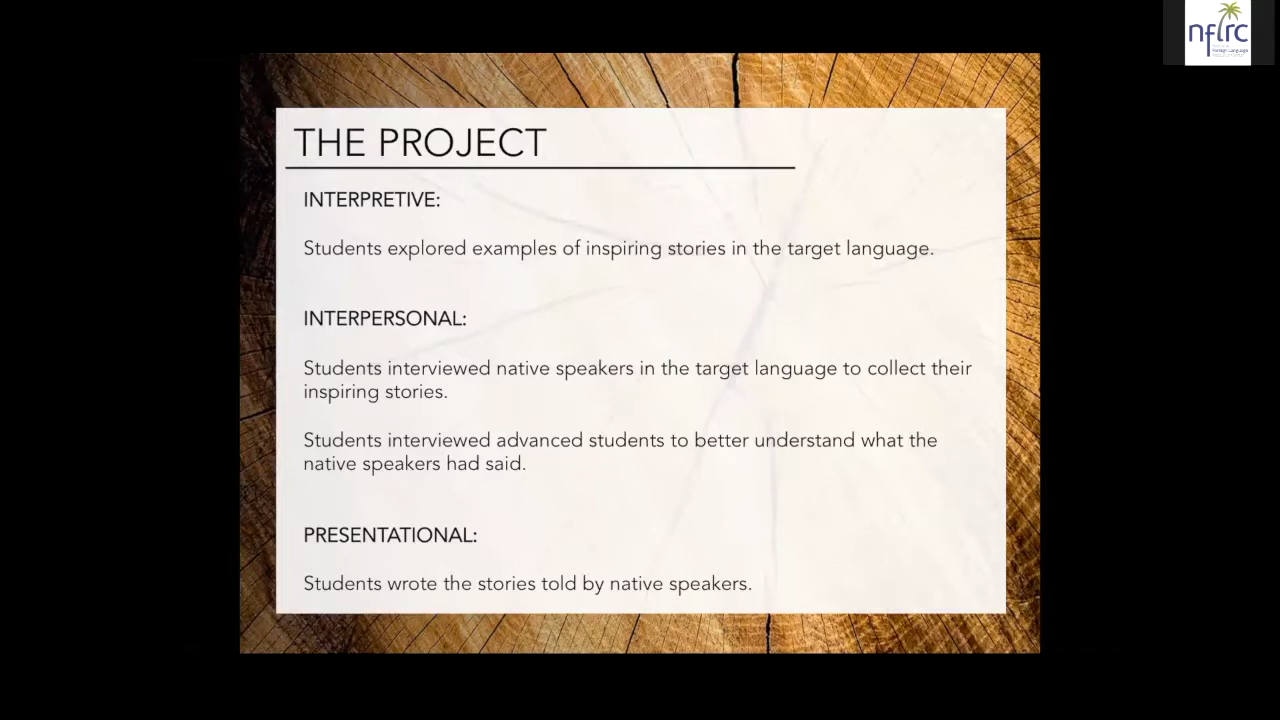 nflrc
Foreign Language
THE PROJECT
INTERPRETIVE:
Students explored examples of inspiring stories in the target language.
INTERPERSONAL:
Students interviewed native speakers in the target language to collect their
inspiring stories.
Students interviewed advanced students to better understand what the
native speakers had said.
PRESENTATIONAL:
Students wrote the stories told by native speakers.